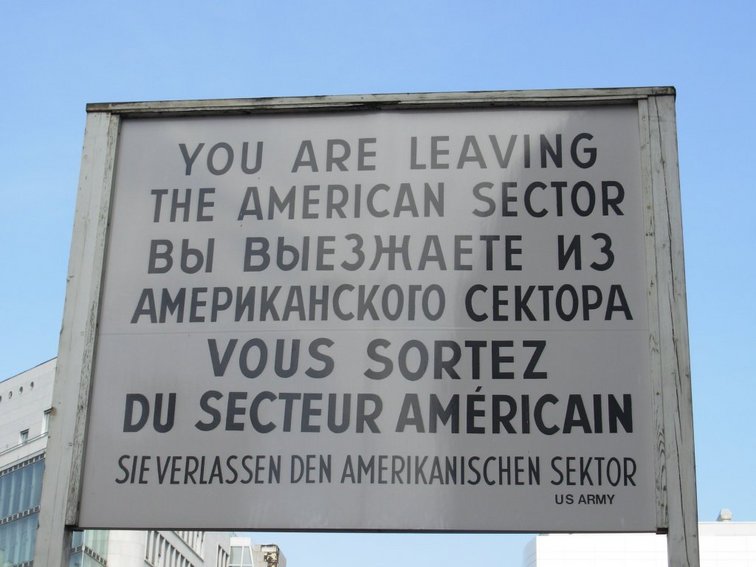 YOU ARE LEAVING
THE AMERICAN SECTOR
ВЫ ВЫЕЗЖАЕТЕ ИЗ
АМЕРИКАНСКОГО СЕКТОРА
VOUS SORTEZ
DU SECTEUR AMÉRICAIN
SIE VERLASSEN DEN AMERIKANISCHEN SEKTOR
US ARMY